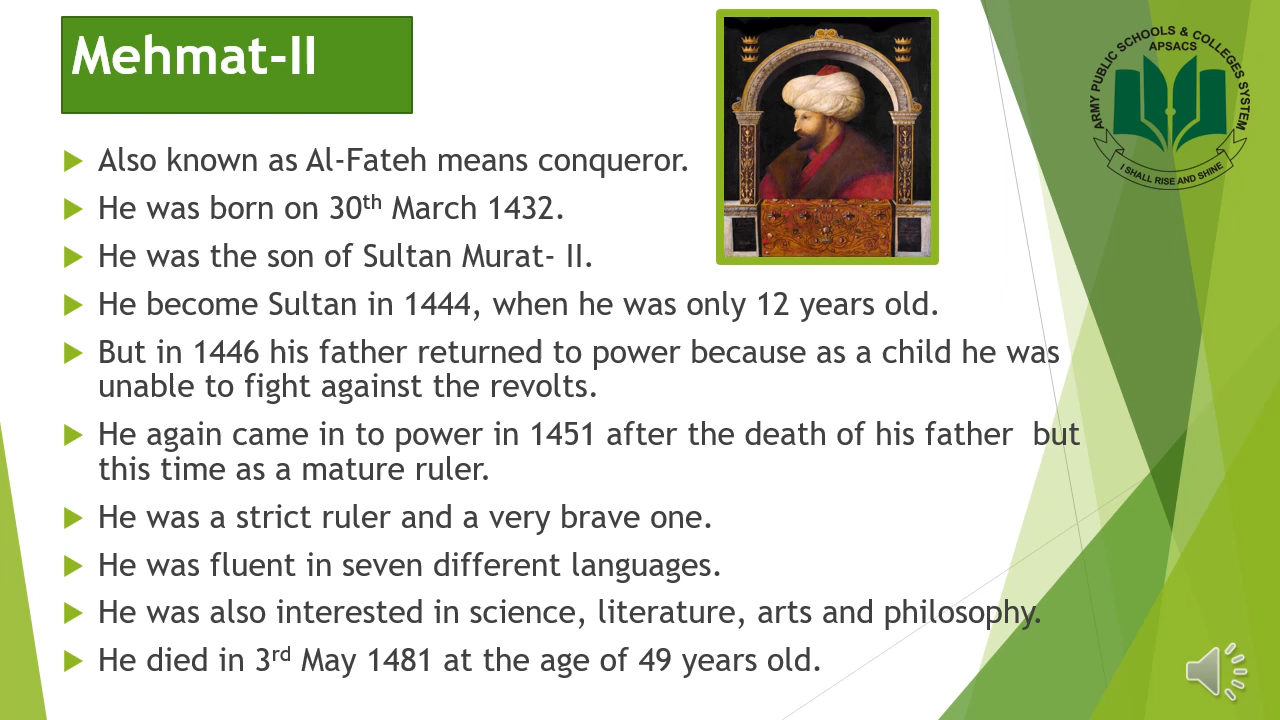 Mehmat-II
ARMY PUBLIC SCHOOLS & COLLEGES SYSTEM
APSACS
I SHALL RISE AND SHINE
Also known as Al-Fateh means conqueror.
He was born on 30th March 1432.
He was the son of Sultan Murat- II.
He become Sultan in 1444, when he was only 12 years old.
But in 1446 his father returned to power because as a child he was
unable to fight against the revolts.
He again came in to power in 1451 after the death of his father  but
this time as a mature ruler.
He was a strict ruler and a very brave one.
He was fluent in seven different languages.
He was also interested in science, literature, arts and philosophy.
He died in 3rd May 1481 at the age of 49 years old.